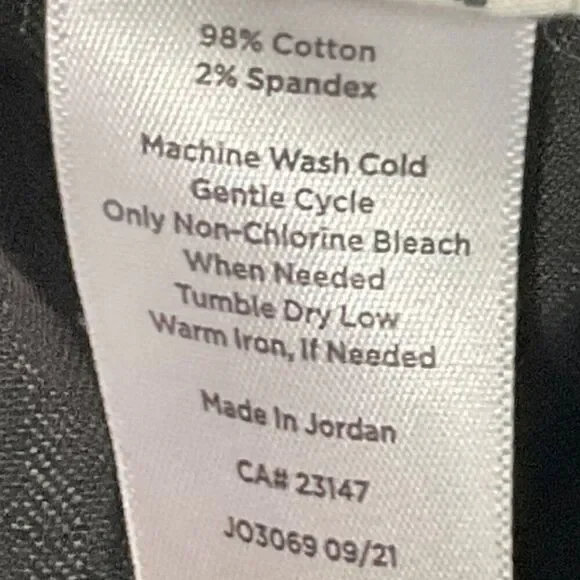 98% Cotton
2% Spandex
Machine Wash Cold
Gentle Cycle
Only Non-Chlorine Bleach
When Needed
Tumble Dry Low
Warm Iron, If Needed
Made In Jordan
CA# 23147
JO3069 09/21